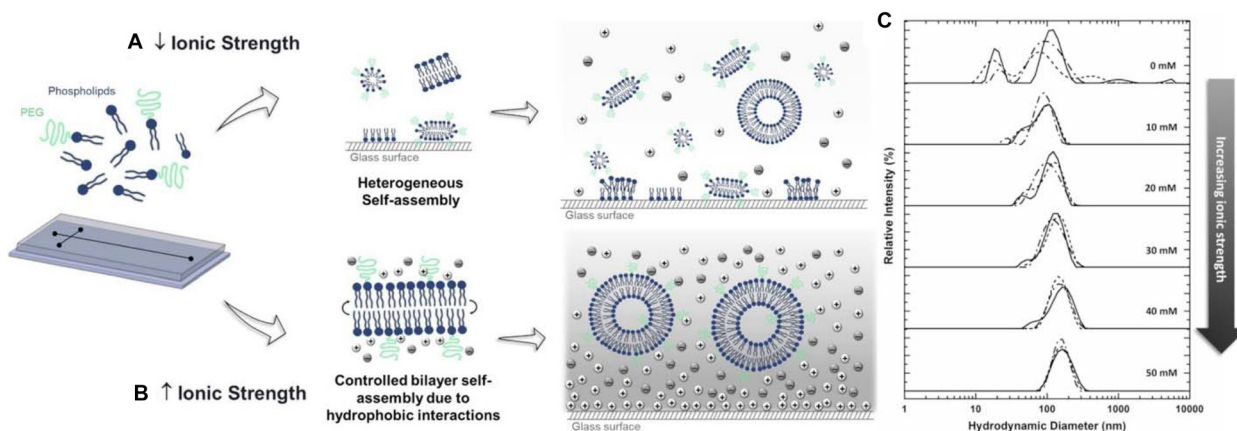 A ↓ Ionic Strength
Phospholipds
PEG
Glass surface
Heterogeneous
Self-assembly
Glass surface
B ↑ Ionic Strength
Controlled bilayer self-
assembly due to
hydrophobic interactions
Glass surface
C
Relative Intensity (%)
0 mM
10 mM
20 mM
30 mM
40 mM
50 mM
1 10 100 1000 10000
Hydrodynamic Diameter (nm)
Increasing ionic strength